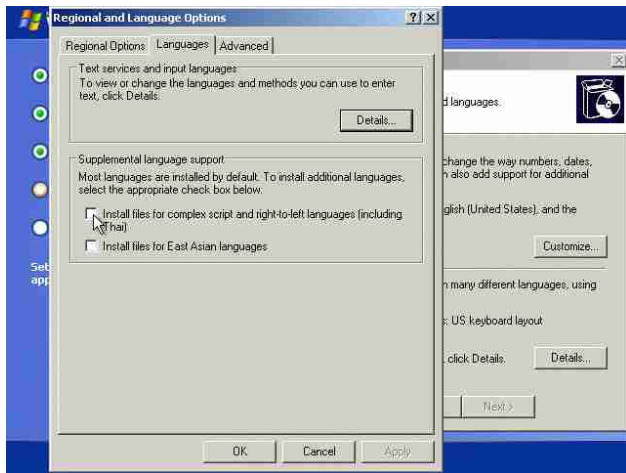 Regional and Language Options
Regional Options
Languages
Advanced
Text services and input languages
To view or change the languages and methods you can use to enter
text, click Details.
Details...
Supplemental language support
Most languages are installed by default. To install additional languages,
select the appropriate check box below.
Install files for complex script and right-to-left languages (including
Thai)
Install files for East Asian languages
OK
Cancel
Apply
d languages.
change the way numbers, dates,
also add support for additional
glish (United States), and the
Customize...
many different languages, using
: US keyboard layout
click Details.
Details...
Next >
Set
app